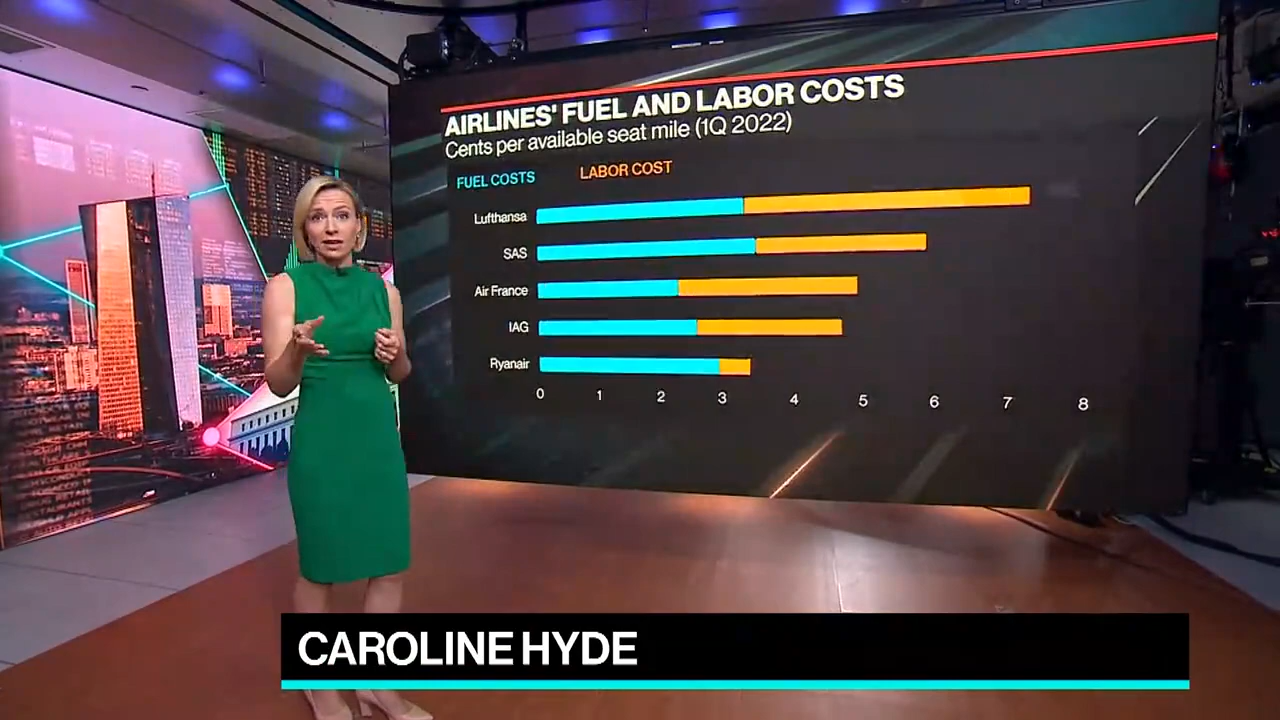 AIRLINES' FUEL AND LABOR COSTS
Cents per available seat mile (1Q 2022)
FUEL COSTS LABOR COST
Lufthansa
SAS
Air France
IAG
Ryanair
0 1 2 3 4 5 6 7 8
CAROLINE HYDE